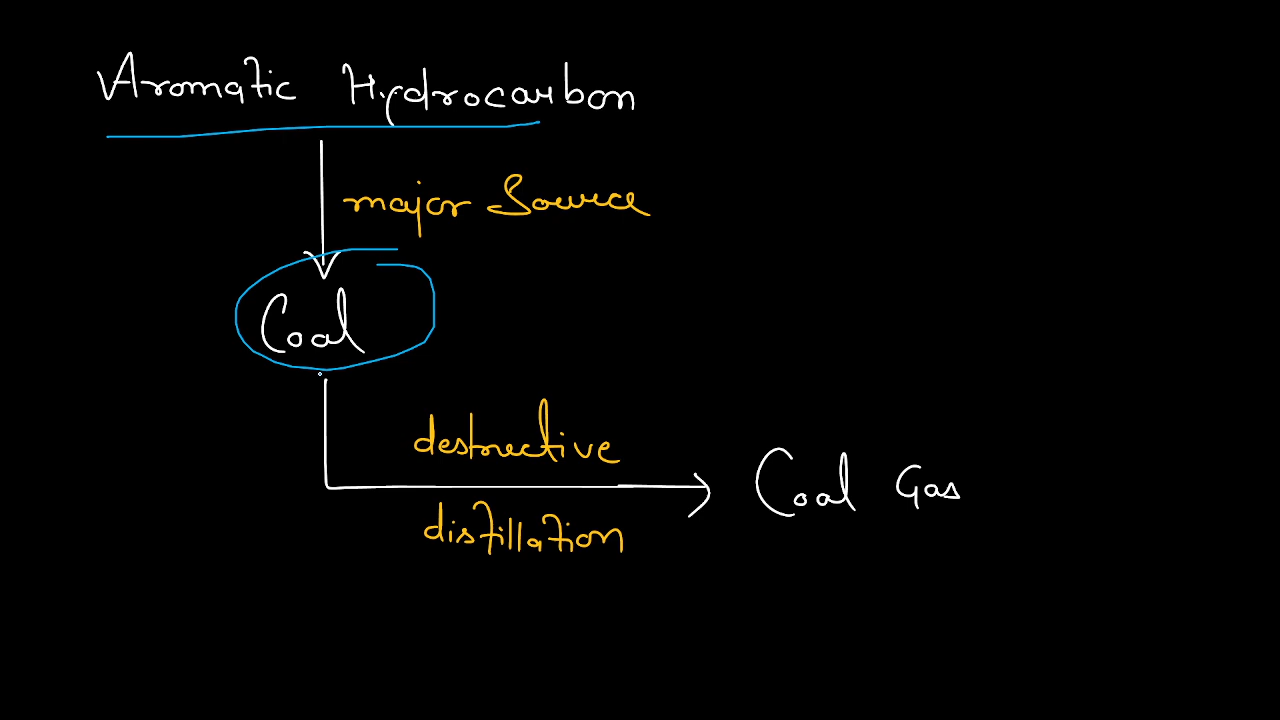 Aromatic Hydrocarbon
major Source
Coal
destructive
Coal Gas
distillation